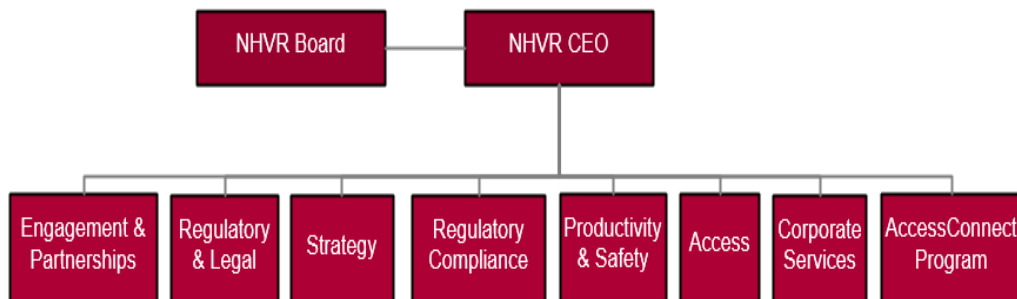 NHVR Board
NHVR CEO
Engagement &
Partnerships
Regulatory
& Legal
Strategy
Regulatory
Compliance
Productivity
& Safety
Access
Corporate
Services
AccessConnect
Program